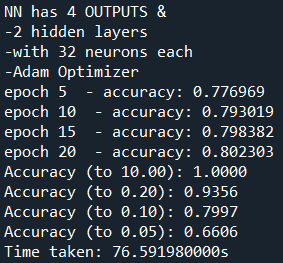 NN has 4 OUTPUTS &
-2 hidden layers
-with 32 neurons each
-Adam Optimizer
epoch 5  - accuracy: 0.776969
epoch 10  - accuracy: 0.793019
epoch 15  - accuracy: 0.798382
epoch 20  - accuracy: 0.802303
Accuracy (to 10.00): 1.0000
Accuracy (to 0.20): 0.9356
Accuracy (to 0.10): 0.7997
Accuracy (to 0.05): 0.6606
Time taken: 76.591980000s